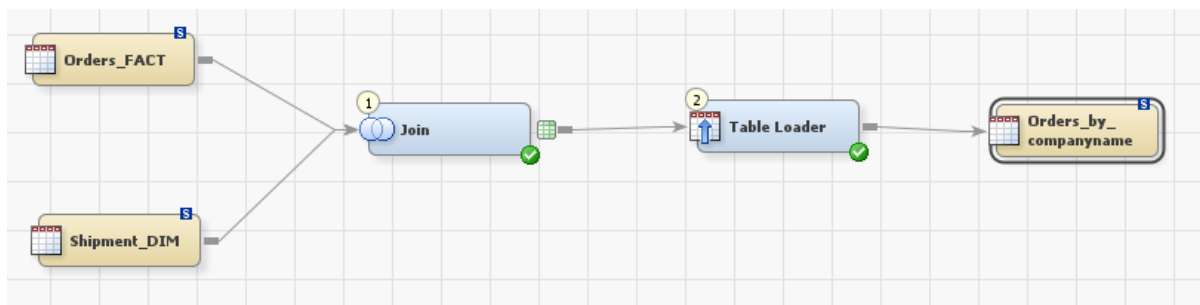 S
Orders_FACT
1
Join
2
Table Loader
S
Orders_by_
companyname
S
Shipment_DIM